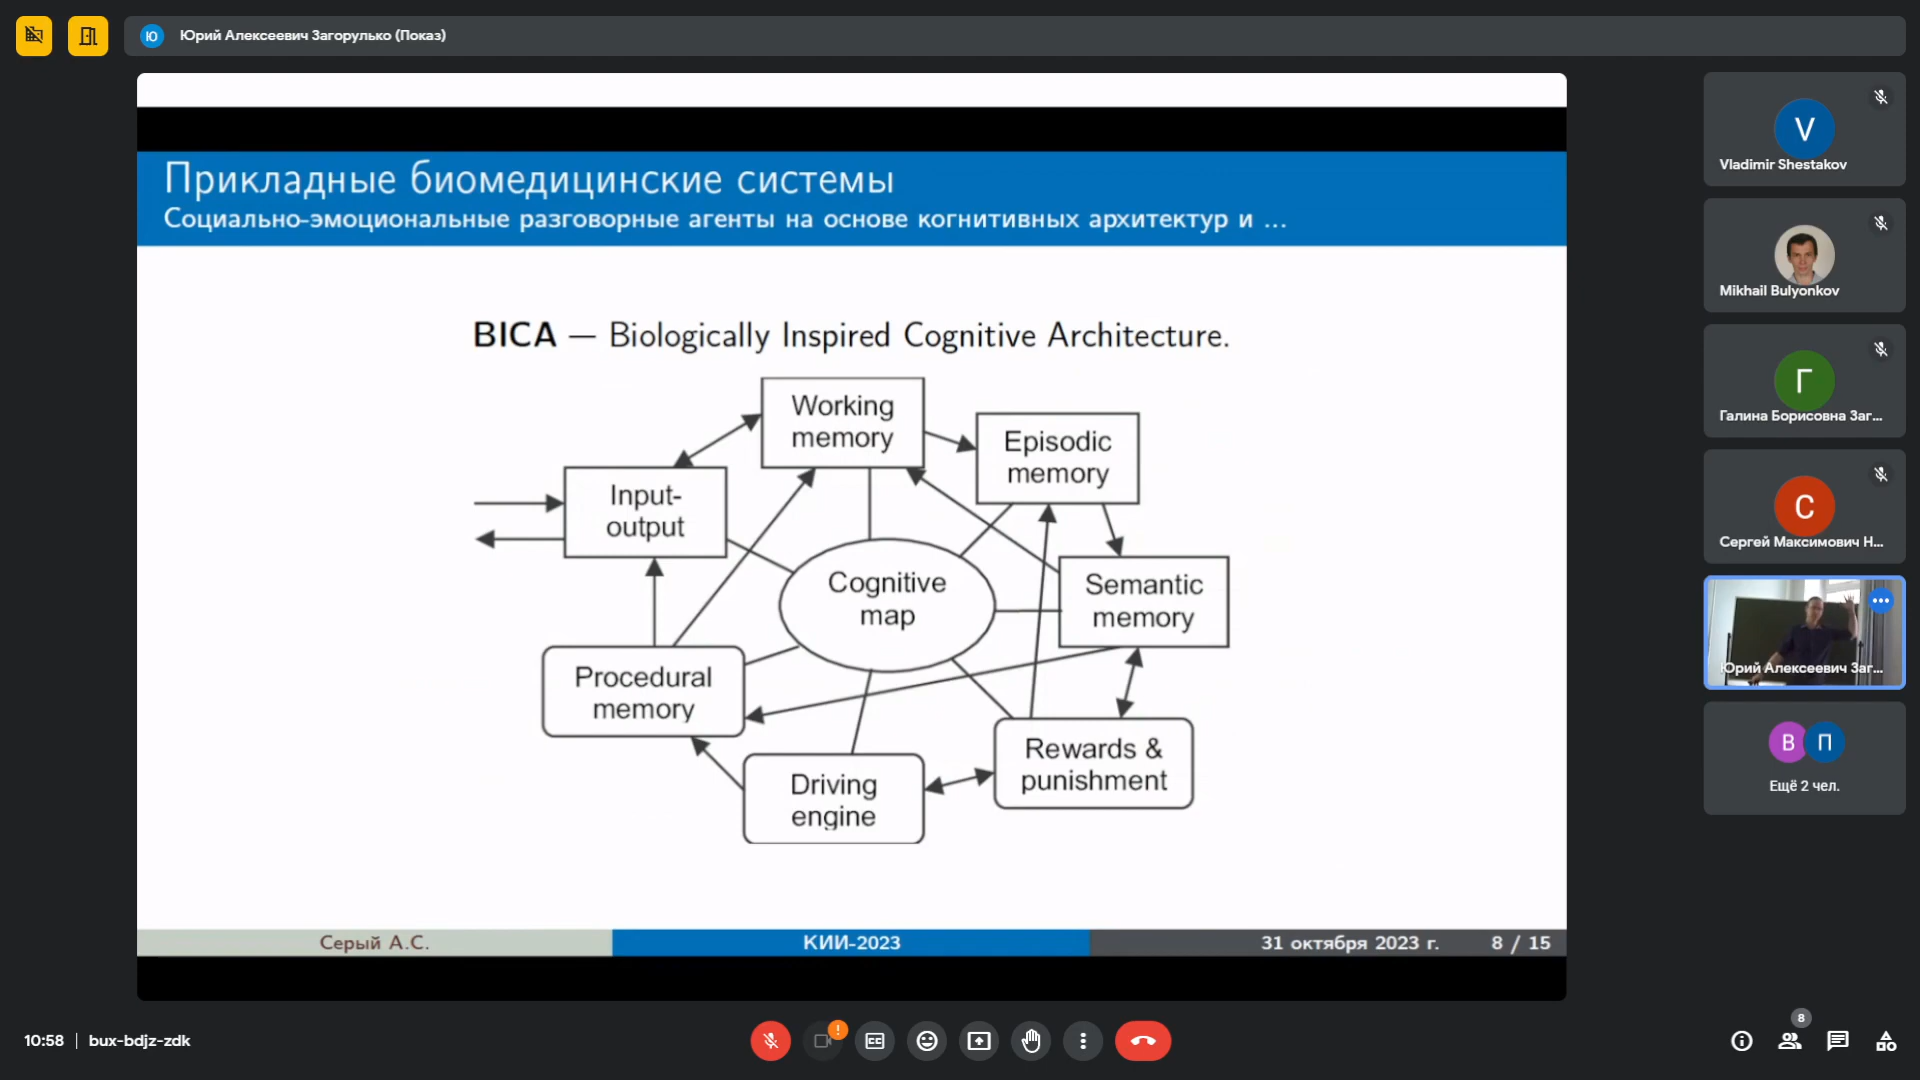 Ю Юрий Алексеевич Загорулько (Показ)
Прикладные биомедицинские системы
Социально-эмоциональные разговорные агенты на основе когнитивных архитектур и ...
BICA — Biologically Inspired Cognitive Architecture.
Working
memory
Episodic
memory
Input-
output
Cognitive
map
Semantic
memory
Procedural
memory
Rewards &
punishment
Driving
engine
Серый А.С.
КИИ-2023
31 октября 2023 г.
8 / 15
V
Vladimir Shestakov
Mikhail Bulyonkov
Г
Галина Борисовна Заг...
С
Сергей Максимович Н...
Юрий Алексеевич Заг...
В П
Ещё 2 чел.
10:58 | bux-bdjz-zdk
8